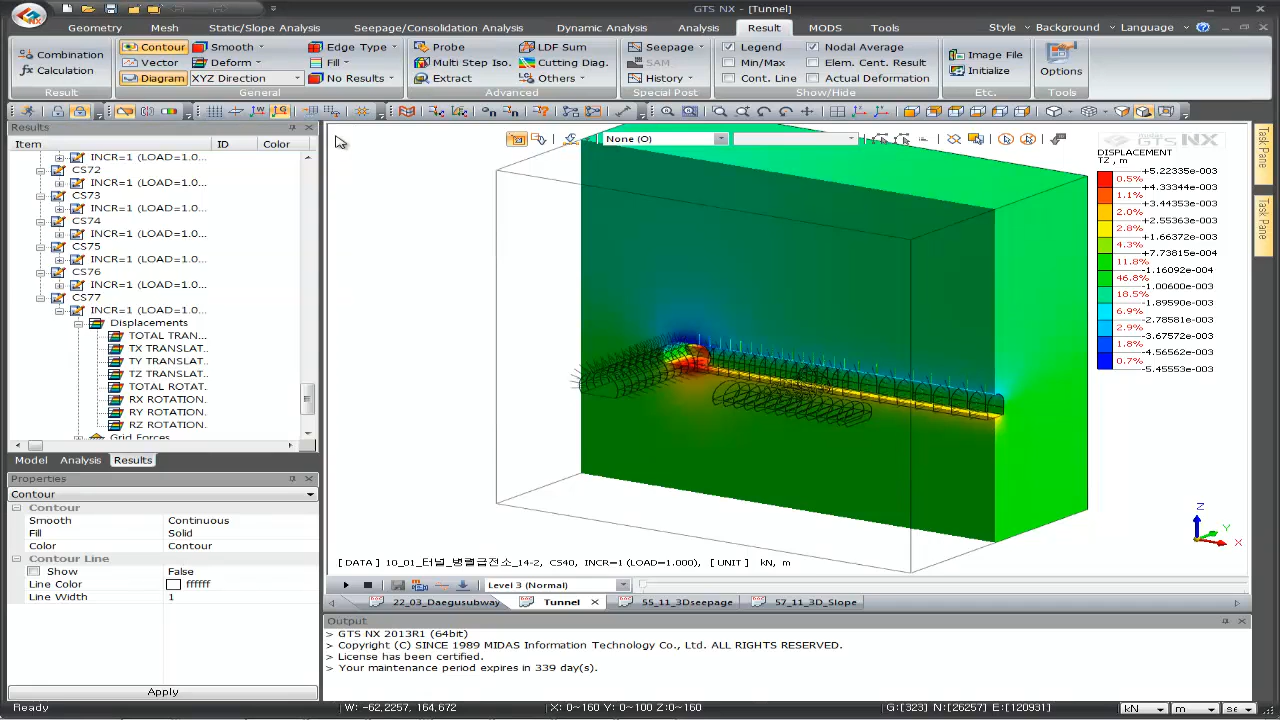 GTS NX - [Tunnel]
Geometry Mesh Static/Slope Analysis Seepage/Consolidation Analysis Dynamic Analysis Analysis Result MODS Tools Style Background Language
Combination Contour Smooth Edge Type Probe LDF Sum Seepage Legend Nodal Average Image File
Calculation Vector Deform Fill Multi Step Iso. Cutting Diag. SAM Min/Max Elem. Cent. Result Initialize Options
Diagram XYZ Direction No Results Extract Others History Cont. Line Actual Deformation
Result General Advanced Special Post Show/Hide Etc. Tools
Results
Item ID Color
INCR=1 (LOAD=1.0...
CS72
INCR=1 (LOAD=1.0...
CS73
INCR=1 (LOAD=1.0...
CS74
INCR=1 (LOAD=1.0...
CS75
INCR=1 (LOAD=1.0...
CS76
INCR=1 (LOAD=1.0...
CS77
INCR=1 (LOAD=1.0...
Displacements
TOTAL TRAN...
TX TRANSLAT..
TY TRANSLAT..
TZ TRANSLAT..
TOTAL ROTAT..
RX ROTATION.
RY ROTATION.
RZ ROTATION.
Grid Forces
Model Analysis Results
Properties
Contour
Contour
Smooth Continuous
Fill Solid
Color Contour
Contour Line
Show False
Line Color ffffff
Line Width 1
Apply
None (O)
midas
GTS NX
DISPLACEMENT
TZ , m
+5.22335e-003
0.5%
+4.33344e-003
1.1%
+3.44353e-003
2.0%
+2.55363e-003
2.8%
+1.66372e-003
4.3%
+7.73815e-004
11.8%
-1.16092e-004
46.8%
-1.00600e-003
18.5%
-1.89590e-003
6.9%
-2.78581e-003
2.9%
-3.67572e-003
1.8%
-4.56562e-003
0.7%
-5.45553e-003
Z
Y
X
[DATA] 10_01_터널_병렬급전소_14-2, CS40, INCR=1 (LOAD=1.000), [UNIT] kN, m
Level 3 (Normal)
22_03_Daegusubway Tunnel 55_11_3Dseepage 57_11_3D_Slope
Output
> GTS NX 2013R1 (64bit)
> Copyright (C) SINCE 1989 MIDAS Information Technology Co., Ltd. ALL RIGHTS RESERVED.
> License has been certified.
> Your maintenance period expires in 339 day(s).
Task Pane
Task Pane
Ready W: -62,2257, 164,672 X: 0~160 Y: 0~100 Z:0~160 G:[323] N:[26257] E:[120931] kN m se